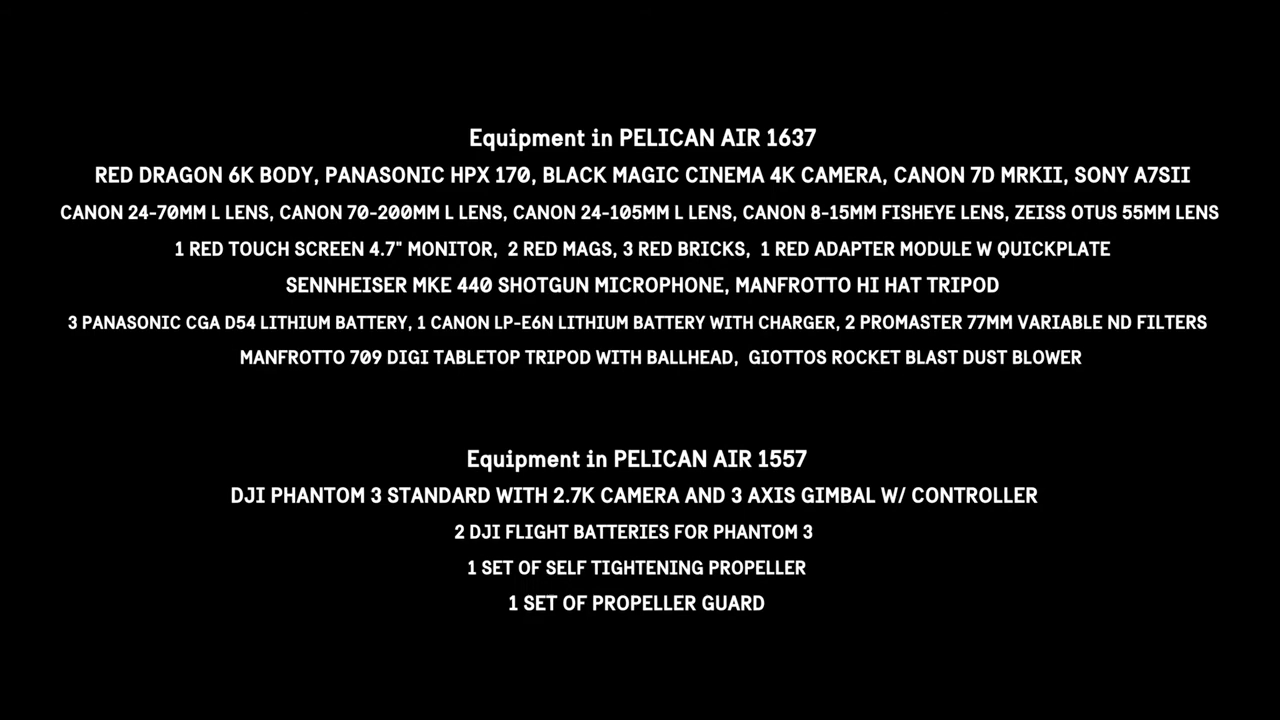 Equipment in PELICAN AIR 1637
RED DRAGON 6K BODY, PANASONIC HPX 170, BLACK MAGIC CINEMA 4K CAMERA, CANON 7D MRKII, SONY A7SII
CANON 24-70MM L LENS, CANON 70-200MM L LENS, CANON 24-105MM L LENS, CANON 8-15MM FISHEYE LENS, ZEISS OTUS 55MM LENS
1 RED TOUCH SCREEN 4.7" MONITOR,  2 RED MAGS, 3 RED BRICKS,  1 RED ADAPTER MODULE W QUICKPLATE
SENNHEISER MKE 440 SHOTGUN MICROPHONE, MANFROTTO HI HAT TRIPOD
3 PANASONIC CGA D54 LITHIUM BATTERY, 1 CANON LP-E6N LITHIUM BATTERY WITH CHARGER, 2 PROMASTER 77MM VARIABLE ND FILTERS
MANFROTTO 709 DIGI TABLETOP TRIPOD WITH BALLHEAD,  GIOTTOS ROCKET BLAST DUST BLOWER
Equipment in PELICAN AIR 1557
DJI PHANTOM 3 STANDARD WITH 2.7K CAMERA AND 3 AXIS GIMBAL W/ CONTROLLER
2 DJI FLIGHT BATTERIES FOR PHANTOM 3
1 SET OF SELF TIGHTENING PROPELLER
1 SET OF PROPELLER GUARD